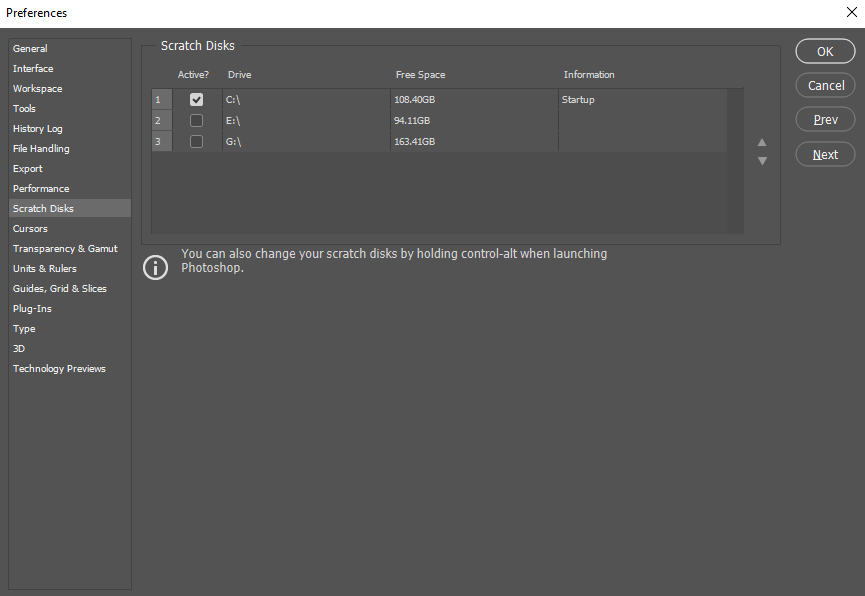 Preferences
General
Interface
Workspace
Tools
History Log
File Handling
Export
Performance
Scratch Disks
Cursors
Transparency & Gamut
Units & Rulers
Guides, Grid & Slices
Plug-Ins
Type
3D
Technology Previews
Scratch Disks
Active? Drive Free Space Information
1 C:\ 108.40GB Startup
2 E:\ 94.11GB
3 G:\ 163.41GB
You can also change your scratch disks by holding control-alt when launching
Photoshop.
OK
Cancel
Prev
Next